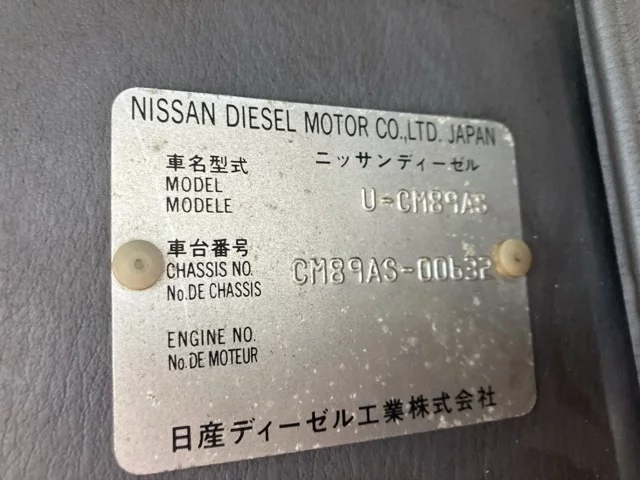 NISSAN DIESEL MOTOR CO.,LTD. JAPAN
車名型式 ニッサンディーゼル
MODEL
MODELE U-CM89AS
車台番号
CHASSIS NO. CM89AS-00632
No.DE CHASSIS
ENGINE NO.
No.DE MOTEUR
日産ディーゼル工業株式会社